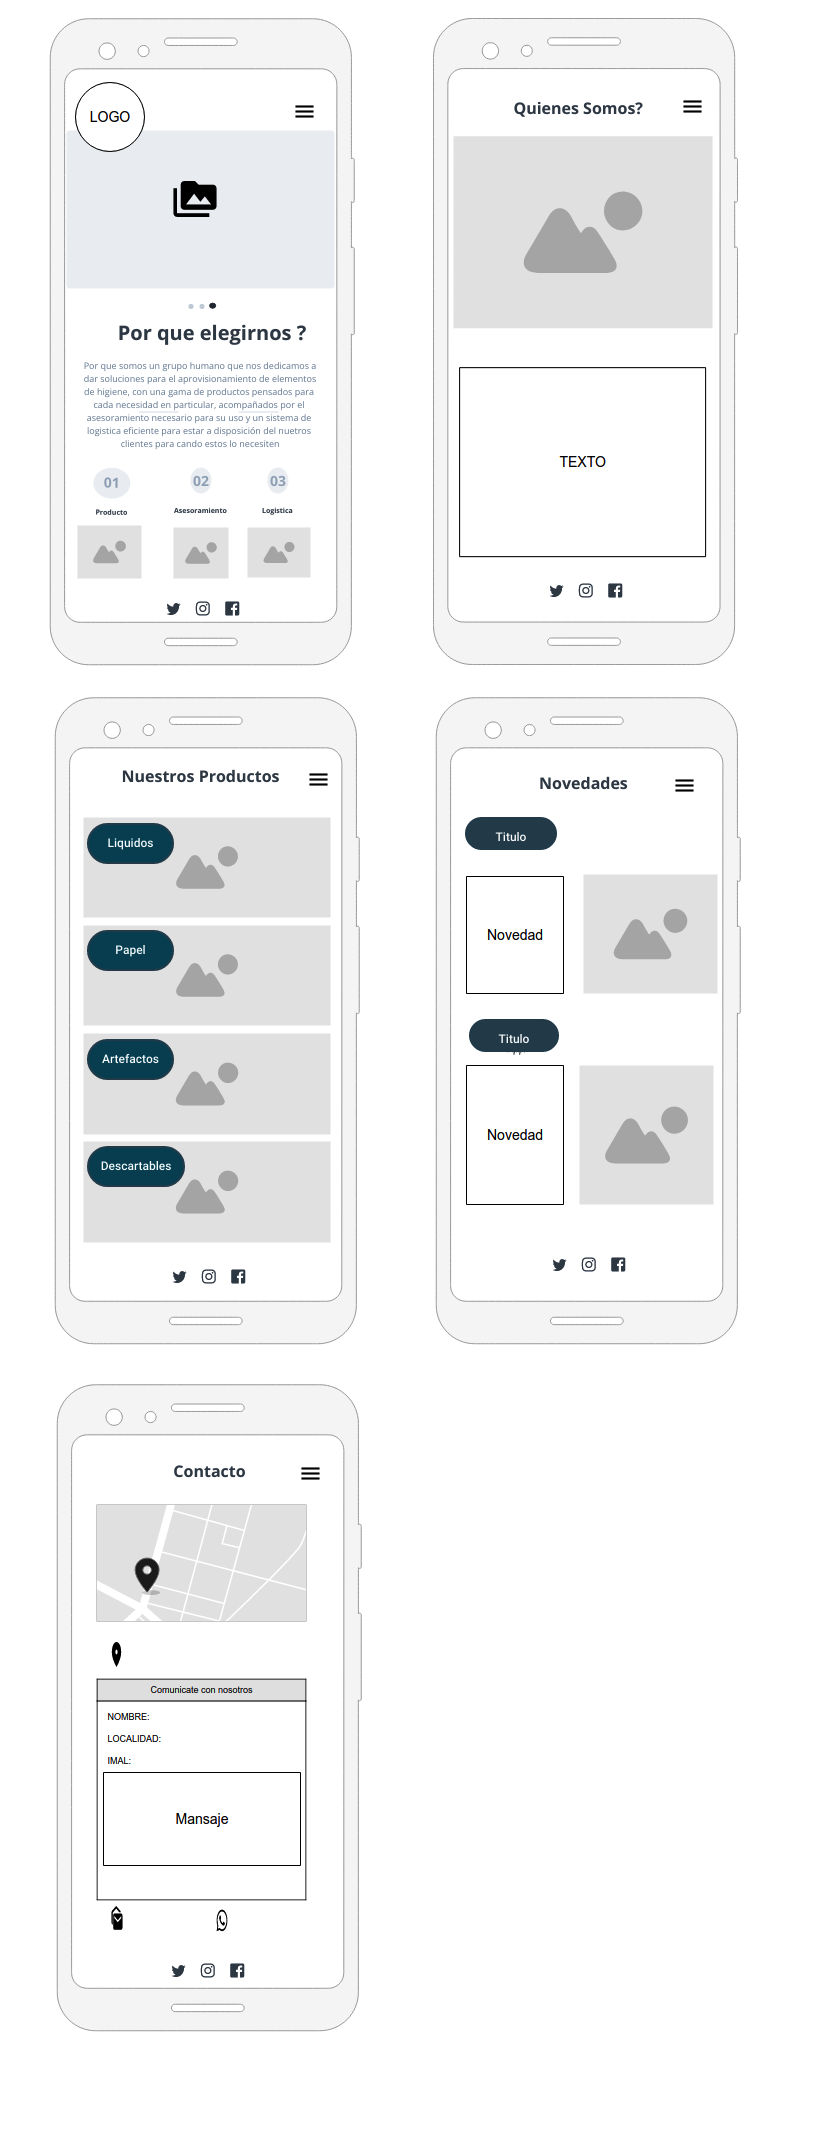 LOGO
Por que elegirnos ?
Por que somos un grupo humano que nos dedicamos a
dar soluciones para el aprovisionamiento de elementos
de higiene, con una gama de productos pensados para
cada necesidad en particular, acompañados por el
asesoramiento necesario para su uso y un sistema de
logistica eficiente para estar a disposición del nuetros
clientes para cando estos lo necesiten
01 02 03
Producto Asesoramiento Logistica
Quienes Somos?
TEXTO
Nuestros Productos
Liquidos
Papel
Artefactos
Descartables
Novedades
Titulo
Novedad
Titulo
Novedad
Contacto
Comunicate con nosotros
NOMBRE:
LOCALIDAD:
IMAL:
Mansaje